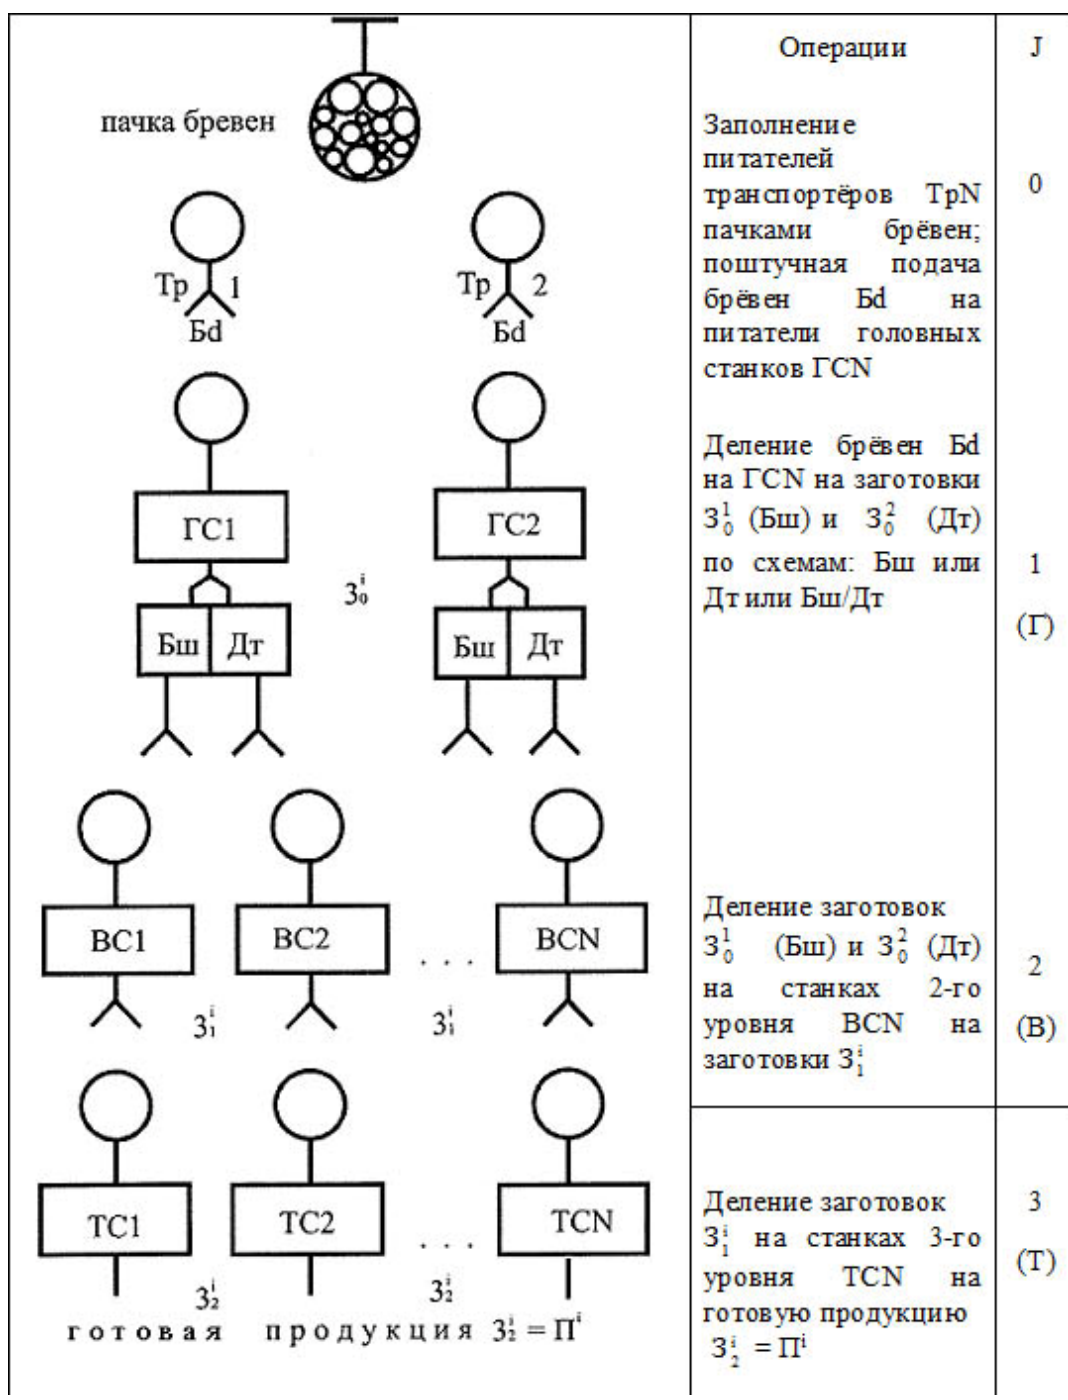 Операции J
пачка бревен
Заполнение
питателей
транспортёров ТрN
пачками брёвен;
поштучная подача
брёвен Бd на
питатели головных
станков ГСN
0
Тр 1
Бd
Тр 2
Бd
ГС1 ГС2
З₀ⁱ
Бш Дт Бш Дт
Деление брёвен Бd
на ГСN на заготовки
З₀¹ (Бш) и З₀² (Дт)
по схемам: Бш или
Дт или Бш/Дт
1
(Г)
ВС1 ВС2 . . . ВСN
З₁ⁱ З₁ⁱ
Деление заготовок
З₀¹ (Бш) и З₀² (Дт)
на станках 2-го
уровня ВСN на
заготовки З₁ⁱ
2
(В)
ТС1 ТС2 . . . ТСN
З₂ⁱ З₂ⁱ
готовая продукция З₂ⁱ = Пⁱ
Деление заготовок
З₁ⁱ на станках 3-го
уровня ТСN на
готовую продукцию
З₂ⁱ = Пⁱ
3
(Т)